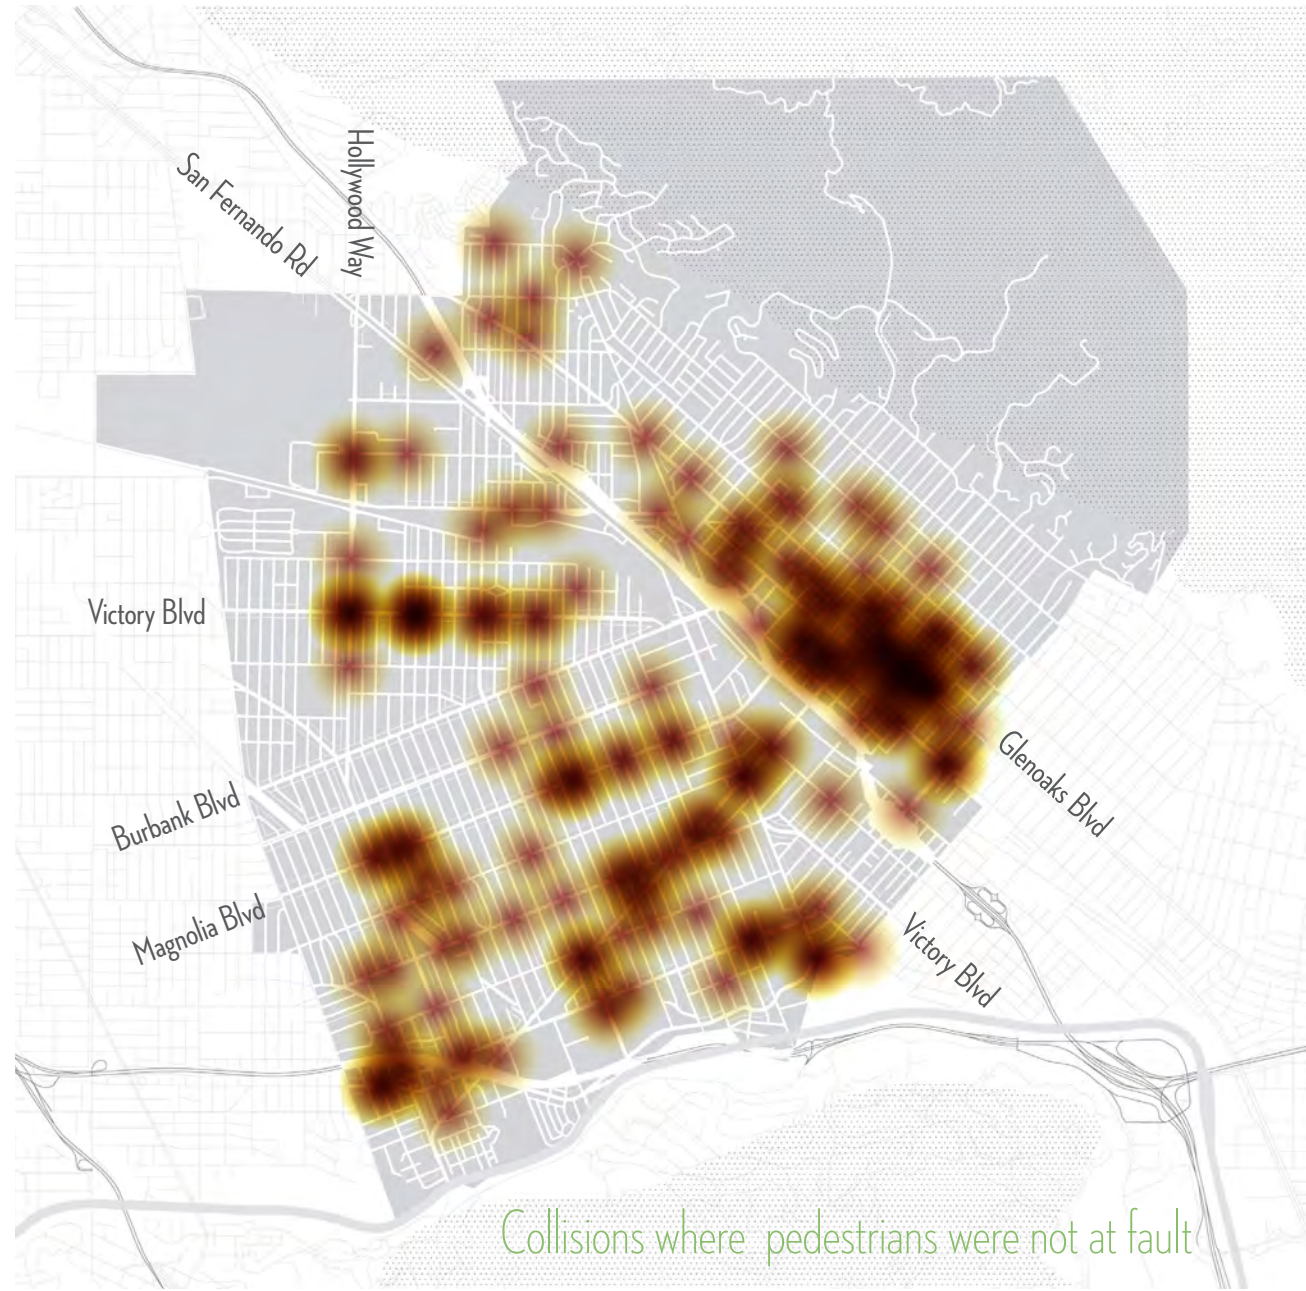 Hollywood Way
San Fernando Rd
Victory Blvd
Burbank Blvd
Glenoaks Blvd
Magnolia Blvd
Victory Blvd
Collisions where pedestrians were not at fault